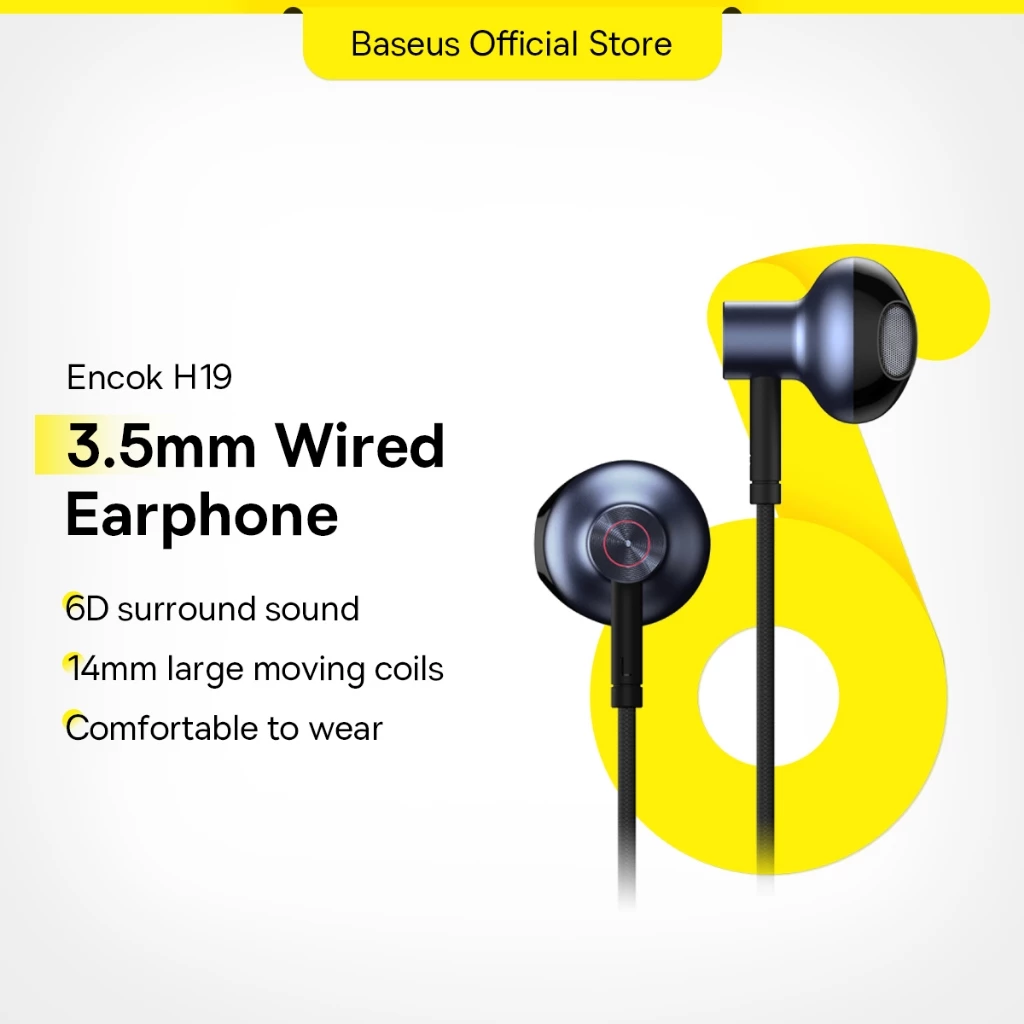 Baseus Official Store
Encok H19
3.5mm Wired
Earphone
6D surround sound
14mm large moving coils
Comfortable to wear
L